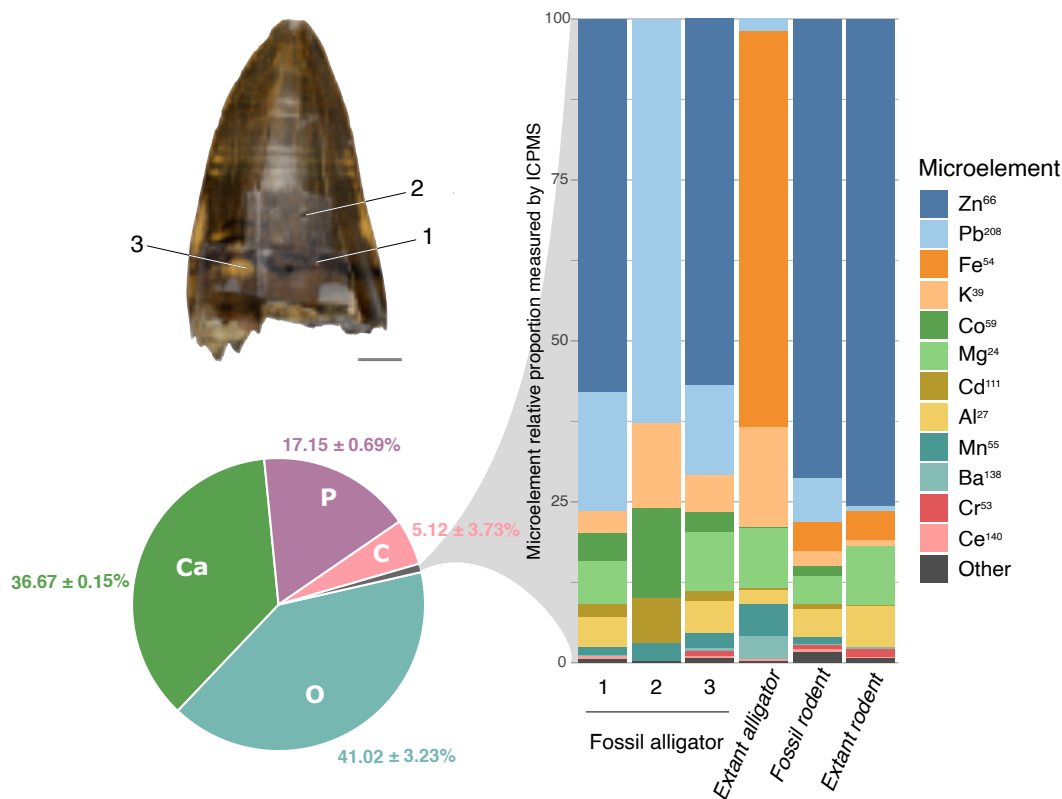 2
1
3
17.15 ± 0.69%
P
5.12 ± 3.73%
C
Ca
36.67 ± 0.15%
O
41.02 ± 3.23%
Microelement relative proportion measured by ICPMS
100
75
50
25
0
1 2 3
Fossil alligator
Extant alligator
Fossil rodent
Extant rodent
Microelement
Zn⁶⁶
Pb²⁰⁸
Fe⁵⁴
K³⁹
Co⁵⁹
Mg²⁴
Cd¹¹¹
Al²⁷
Mn⁵⁵
Ba¹³⁸
Cr⁵³
Ce¹⁴⁰
Other